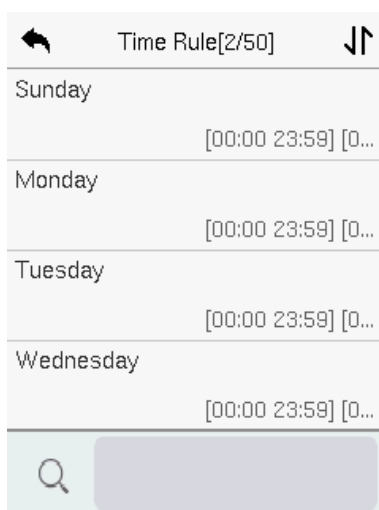 Time Rule[2/50]
Sunday
[00:00 23:59] [0...
Monday
[00:00 23:59] [0...
Tuesday
[00:00 23:59] [0...
Wednesday
[00:00 23:59] [0...